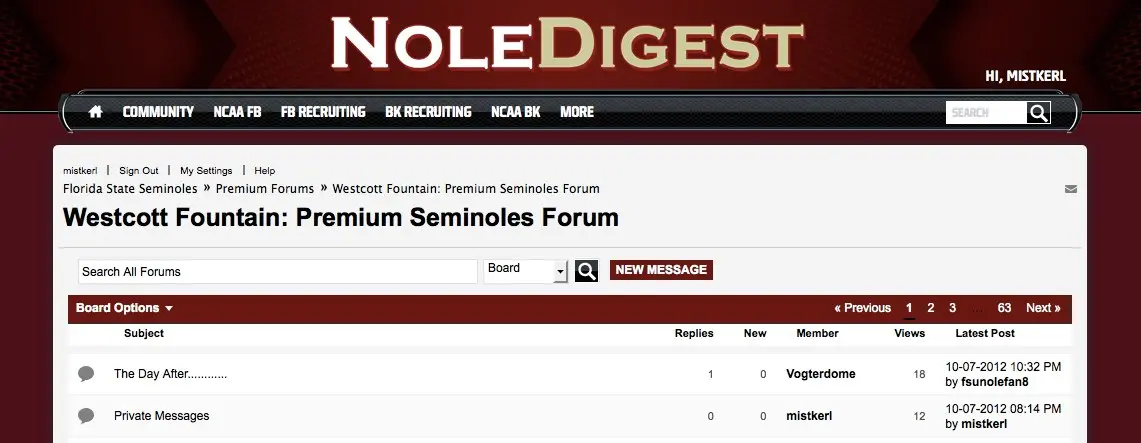 NOLEDIGEST
HI, MISTKERL
COMMUNITY NCAA FB FB RECRUITING BK RECRUITING NCAA BK MORE SEARCH
mistkerl | Sign Out | My Settings | Help
Florida State Seminoles » Premium Forums » Westcott Fountain: Premium Seminoles Forum
Westcott Fountain: Premium Seminoles Forum
Search All Forums Board NEW MESSAGE
Board Options « Previous 1 2 3 ... 63 Next »
Subject Replies New Member Views Latest Post
The Day After............ 1 0 Vogterdome 18 10-07-2012 10:32 PM
by fsunolefan8
Private Messages 0 0 mistkerl 12 10-07-2012 08:14 PM
by mistkerl